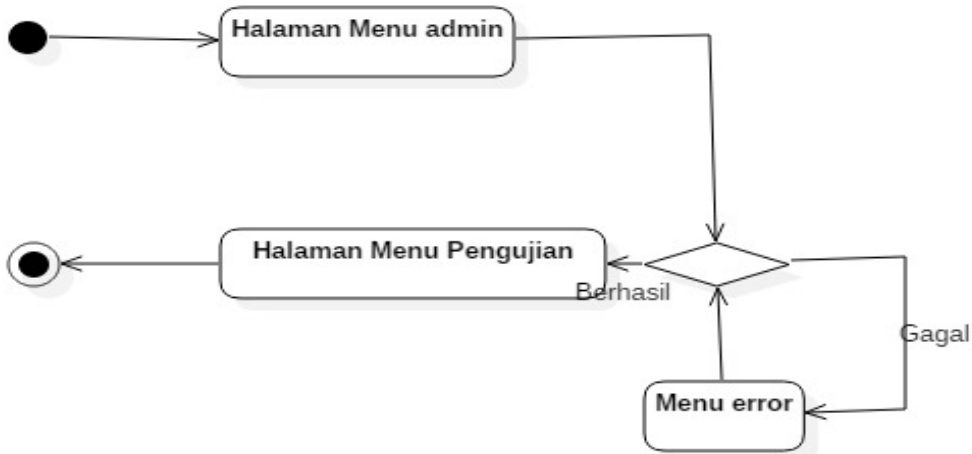 Halaman Menu admin
Halaman Menu Pengujian
Berhasil
Gagal
Menu error